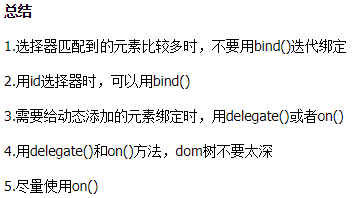 总结
1.选择器匹配到的元素比较多时，不要用bind()迭代绑定
2.用id选择器时，可以用bind()
3.需要给动态添加的元素绑定时，用delegate()或者on()
4.用delegate()和on()方法，dom树不要太深
5.尽量使用on()